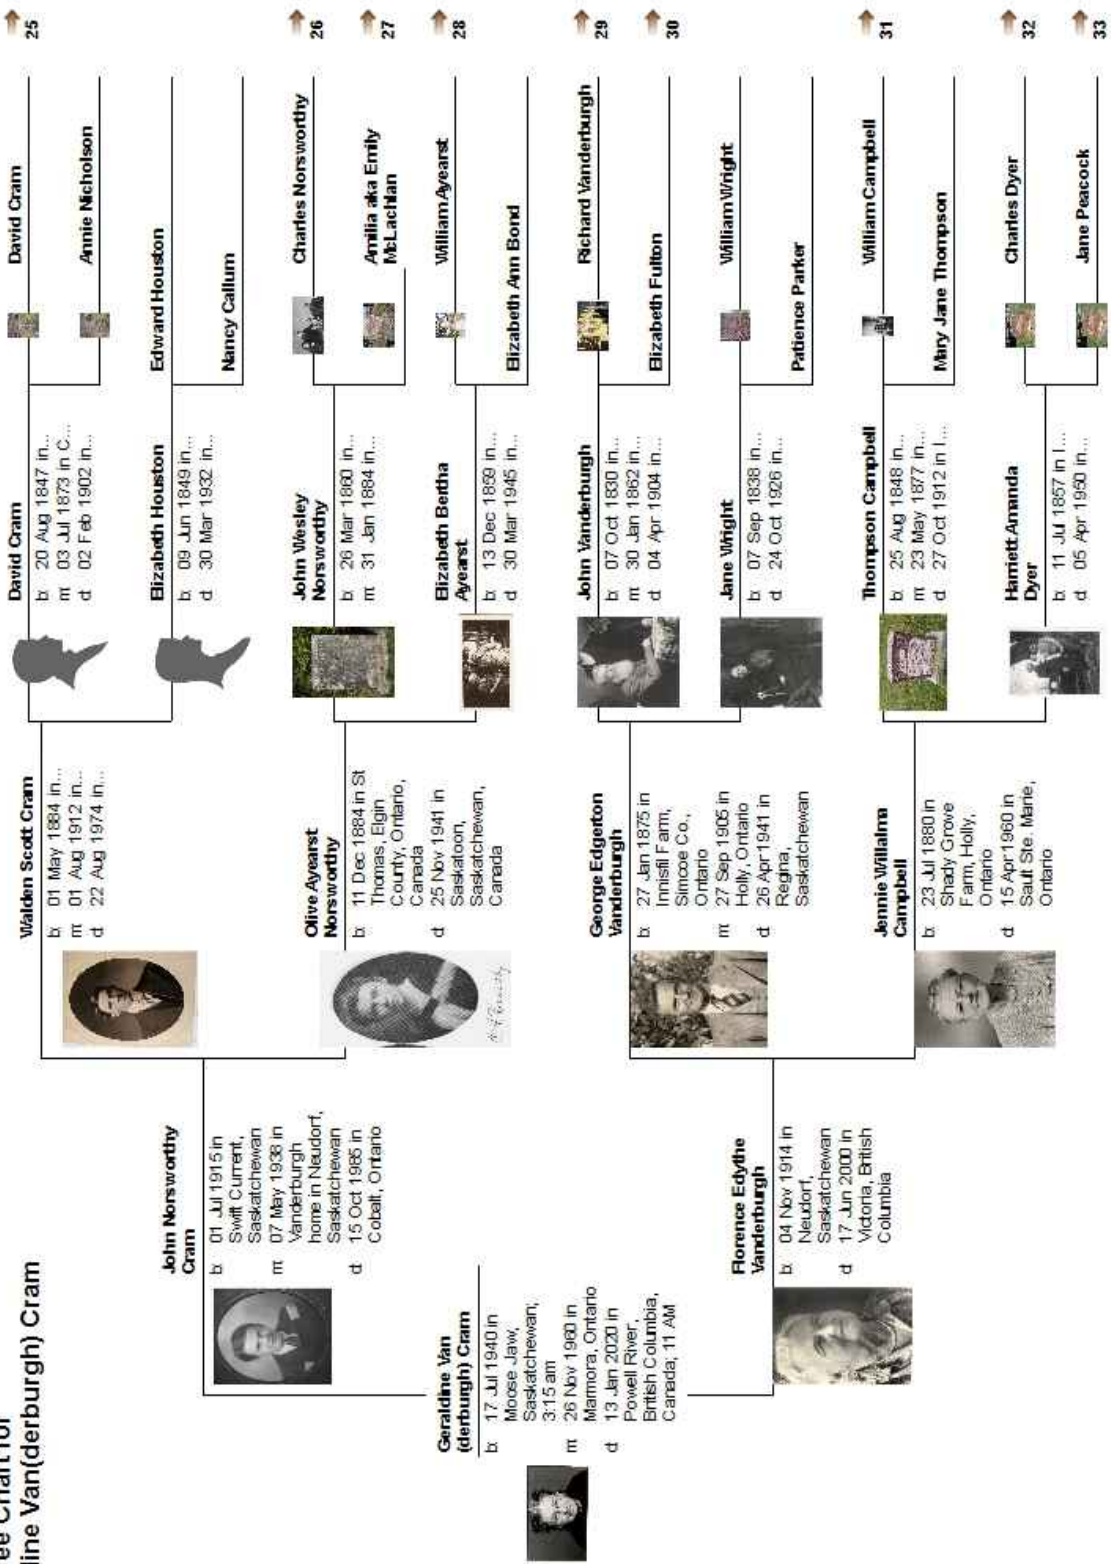 ee Chart for
line Van(derburgh) Cram
Geraldine Van
(derburgh) Cram
b: 17 Jul 1940 in
Moose Jaw,
Saskatchewan;
3:15 am
m: 26 Nov 1960 in
Marmora, Ontario
d: 13 Jan 2020 in
Powell River,
British Columbia,
Canada; 11 AM
John Norsworthy
Cram
b: 01 Jul 1915 in
Swift Current,
Saskatchewan
m: 07 May 1938 in
Vanderburgh
home in Neudorf,
Saskatchewan
d: 15 Oct 1985 in
Cobalt, Ontario
Florence Edythe
Vanderburgh
b: 04 Nov 1914 in
Neudorf,
Saskatchewan
d: 17 Jun 2000 in
Victoria, British
Columbia
Walden Scott Cram
b: 01 May 1884 in...
m: 01 Aug 1912 in...
d: 22 Aug 1974 in...
Olive Ayearst
Norsworthy
b: 11 Dec 1884 in St
Thomas, Elgin
County, Ontario,
Canada
d: 25 Nov 1941 in
Saskatoon,
Saskatchewan,
Canada
George Edgerton
Vanderburgh
b: 27 Jan 1875 in
Innisfil Farm,
Simcoe Co.,
Ontario
m: 27 Sep 1905 in
Holly, Ontario
d: 26 Apr 1941 in
Regina,
Saskatchewan
Jennie Willalma
Campbell
b: 23 Jul 1880 in
Shady Grove
Farm, Holly,
Ontario
d: 15 Apr 1960 in
Sault Ste. Marie,
Ontario
David Cram
b: 20 Aug 1847 in...
m: 03 Jul 1873 in C...
d: 02 Feb 1902 in...
Elizabeth Houston
b: 09 Jun 1849 in...
d: 30 Mar 1932 in...
John Wesley
Norsworthy
b: 26 Mar 1860 in...
m: 31 Jan 1884 in...
Elizabeth Bertha
Ayearst
b: 13 Dec 1859 in...
d: 30 Mar 1945 in...
John Vanderburgh
b: 07 Oct 1830 in...
m: 30 Jan 1862 in...
d: 04 Apr 1904 in...
Jane Wright
b: 07 Sep 1838 in...
d: 24 Oct 1926 in...
Thompson Campbell
b: 25 Aug 1848 in...
m: 23 May 1877 in...
d: 27 Oct 1912 in I...
Harriett Amanda
Dyer
b: 11 Jul 1857 in I...
d: 05 Apr 1950 in...
David Cram
25
Annie Nicholson
Edward Houston
Nancy Callum
Charles Norsworthy
26
Amilia aka Emily
McLachlan
27
William Ayearst
28
Elizabeth Ann Bond
Richard Vanderburgh
29
Elizabeth Fulton
30
William Wright
Patience Parker
William Campbell
31
Mary Jane Thompson
Charles Dyer
32
Jane Peacock
33